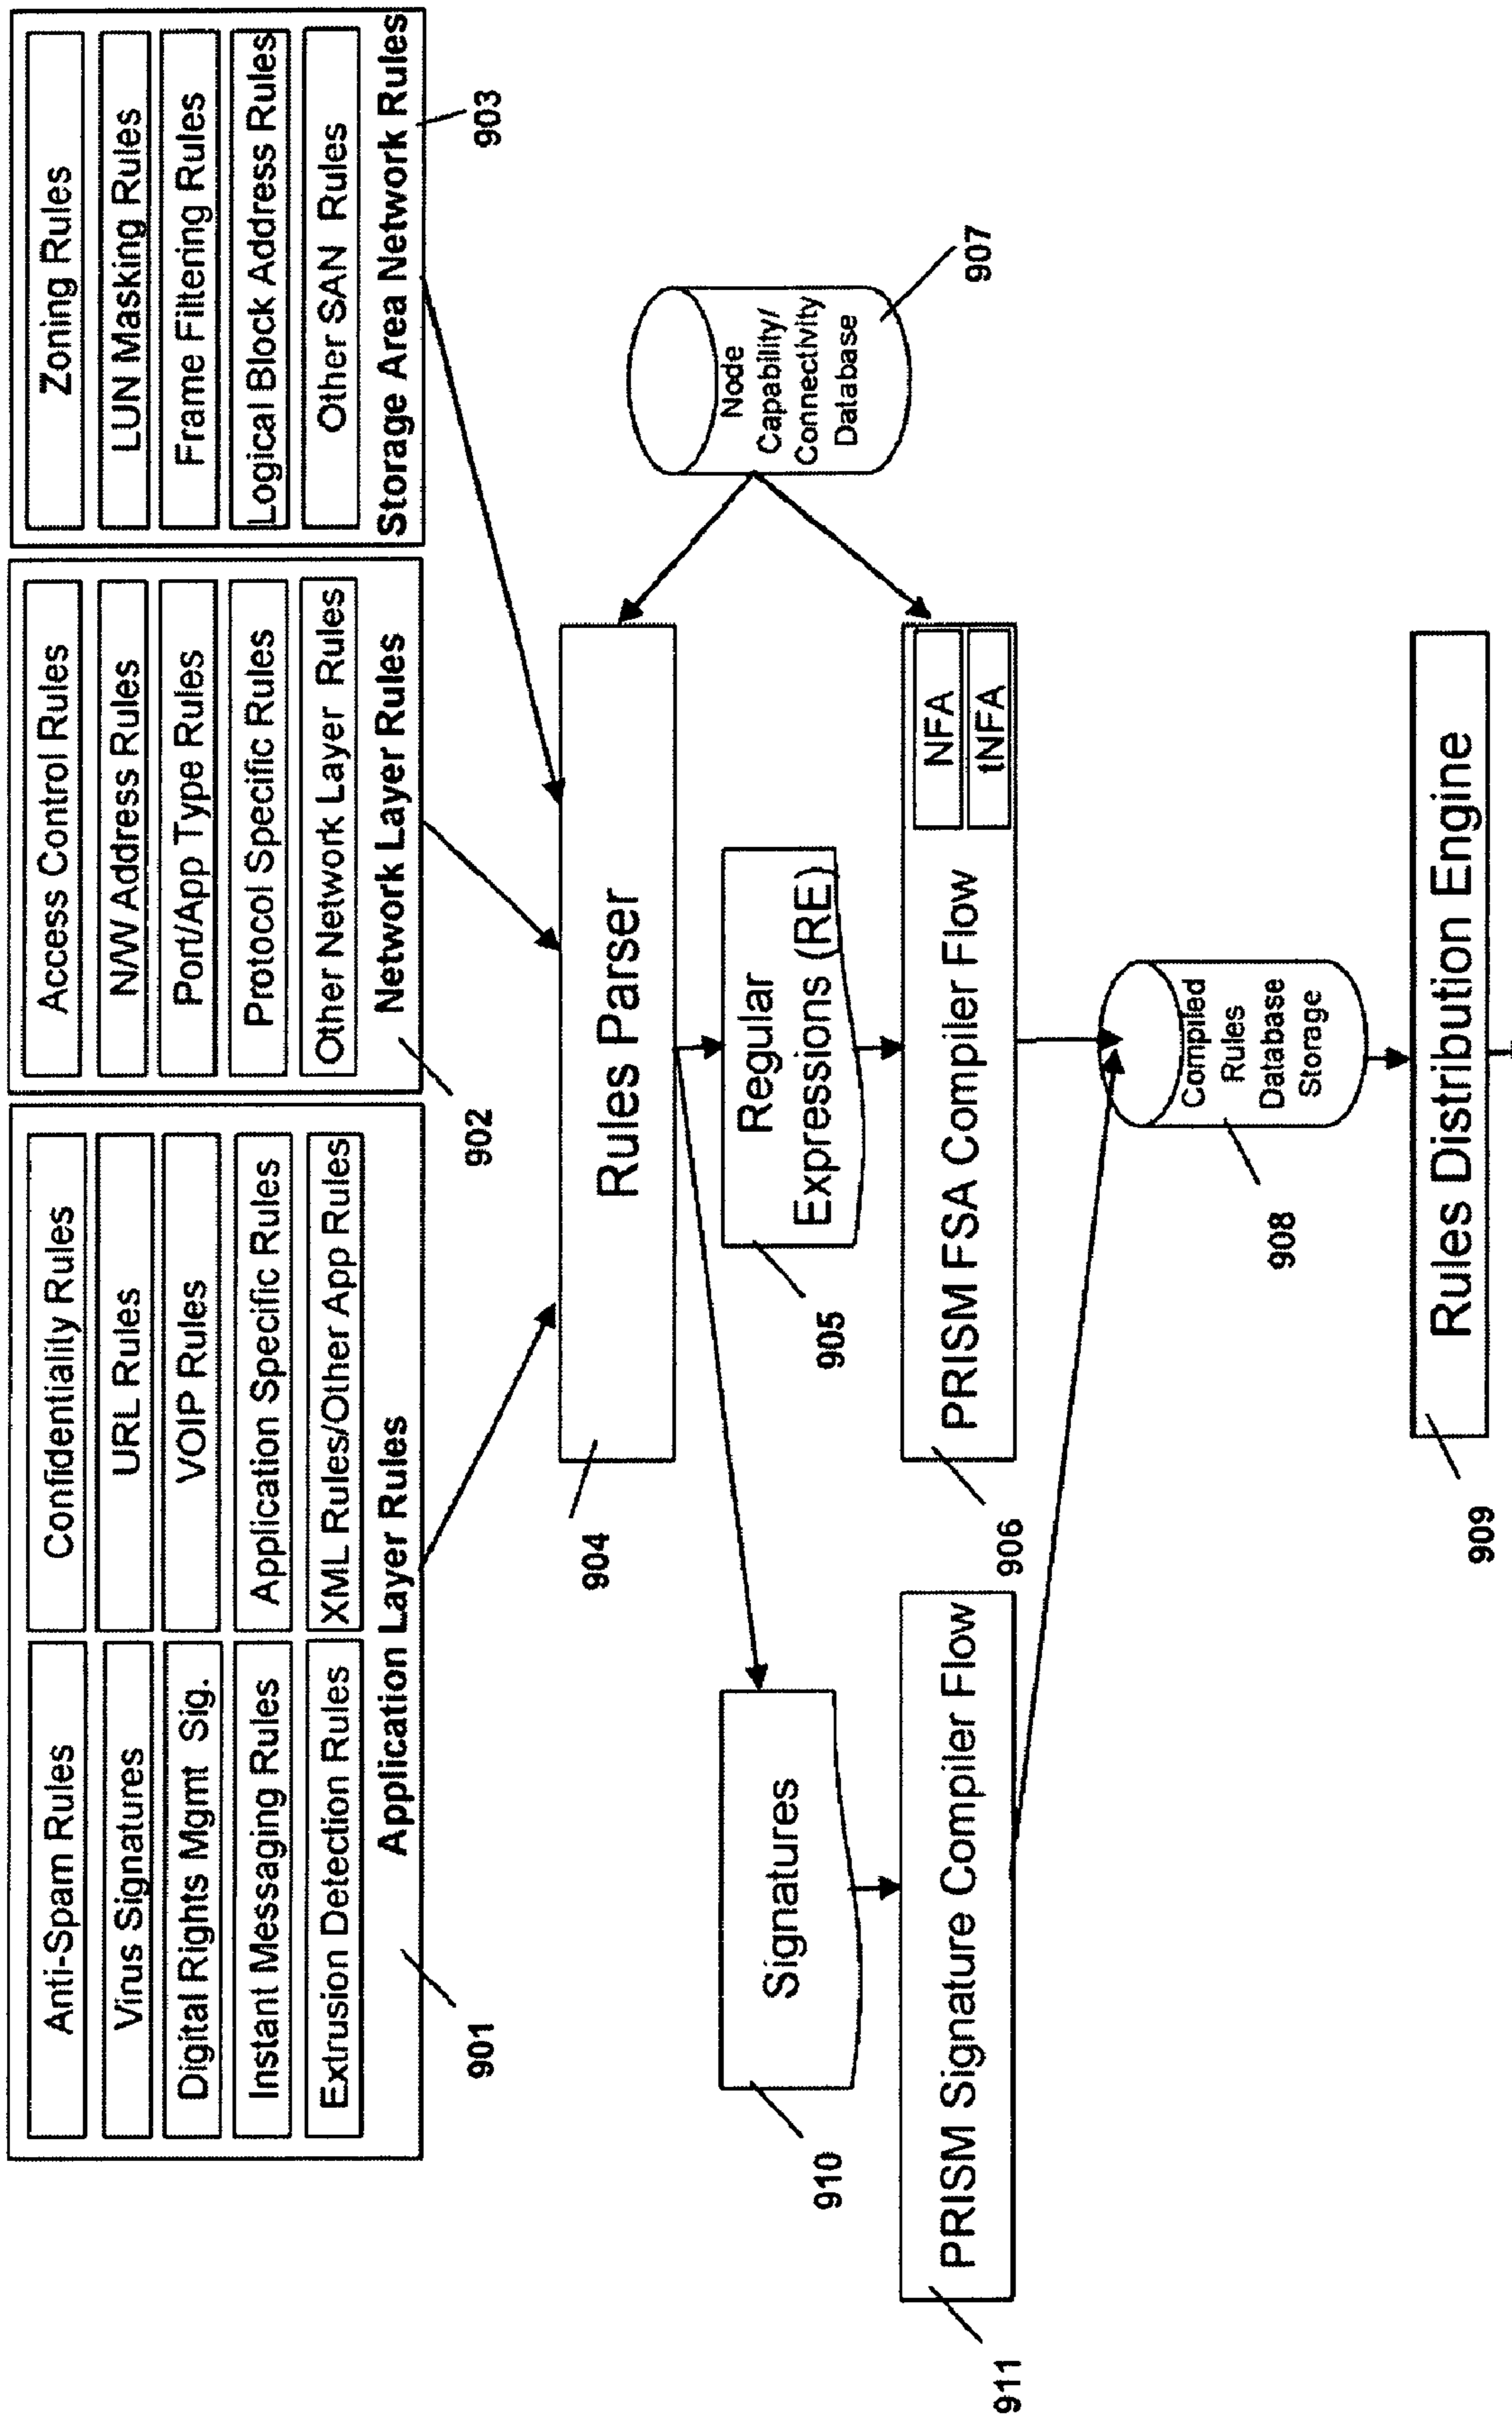 Anti-Spam Rules
Confidentiality Rules
Virus Signatures
URL Rules
Digital Rights Mgmt Sig.
VOIP Rules
Instant Messaging Rules
Application Specific Rules
Extrusion Detection Rules
XML Rules/Other App Rules
Application Layer Rules
901
Access Control Rules
N/W Address Rules
Port/App Type Rules
Protocol Specific Rules
Other Network Layer Rules
Network Layer Rules
902
Zoning Rules
LUN Masking Rules
Frame Filtering Rules
Logical Block Address Rules
Other SAN Rules
Storage Area Network Rules
903
Rules Parser
904
Node
Capability/
Connectivity
Database
907
Signatures
910
Regular
Expressions (RE)
905
PRISM Signature Compiler Flow
911
PRISM FSA Compiler Flow
NFA
tNFA
906
Compiled
Rules
Database
Storage
908
Rules Distribution Engine
909